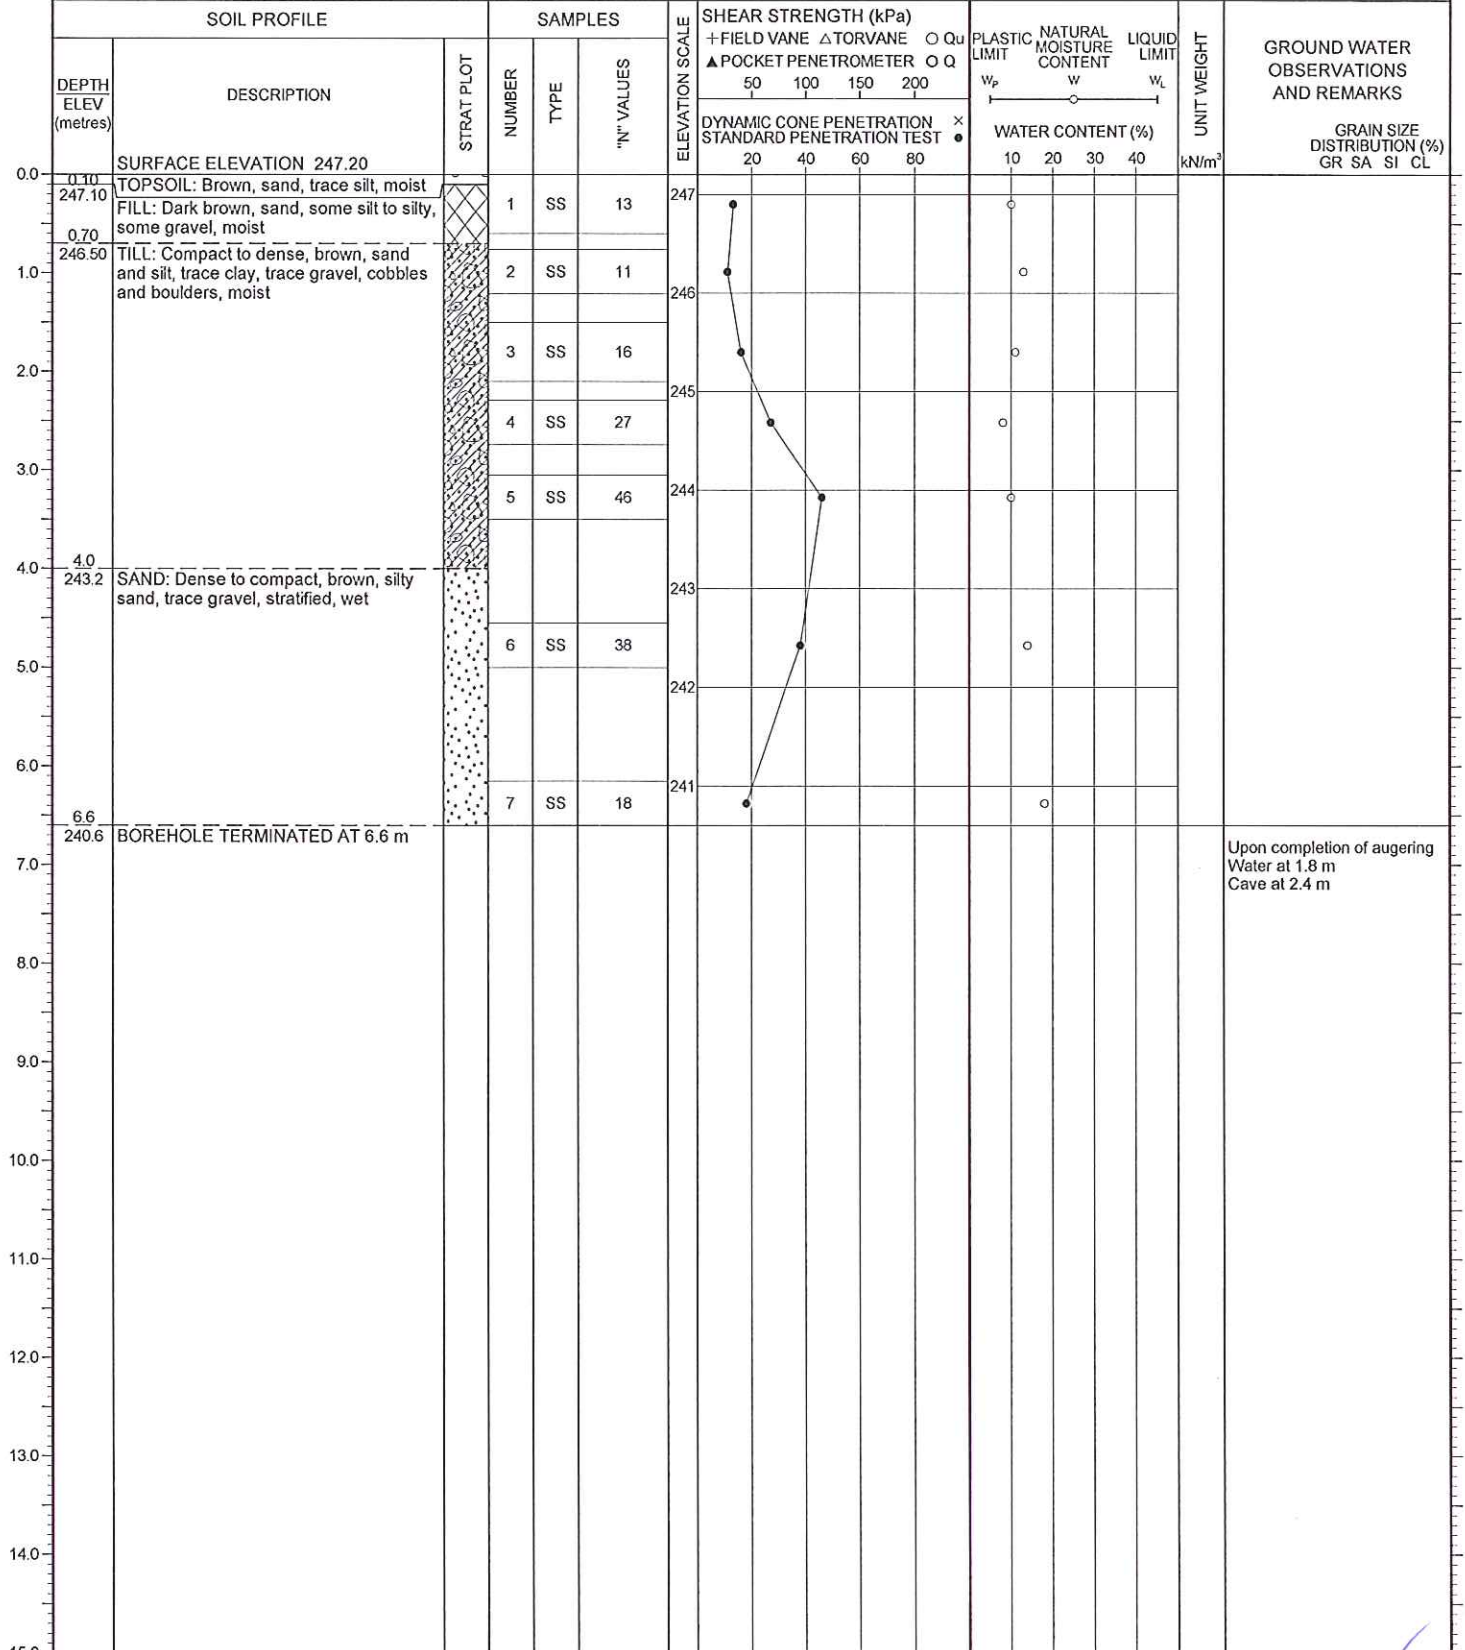 SOIL PROFILE
SAMPLES
ELEVATION SCALE
SHEAR STRENGTH (kPa)
+FIELD VANE △TORVANE ○ Qu
▲POCKET PENETROMETER ○ Q
50 100 150 200
DYNAMIC CONE PENETRATION ×
STANDARD PENETRATION TEST ●
20 40 60 80
PLASTIC LIMIT
NATURAL MOISTURE CONTENT
LIQUID LIMIT
WP W WL
WATER CONTENT (%)
10 20 30 40
UNIT WEIGHT
kN/m³
GROUND WATER
OBSERVATIONS
AND REMARKS
GRAIN SIZE
DISTRIBUTION (%)
GR SA SI CL
DEPTH
ELEV
(metres)
DESCRIPTION
STRAT PLOT
NUMBER
TYPE
"N" VALUES
SURFACE ELEVATION 247.20
0.0
0.10
247.10
TOPSOIL: Brown, sand, trace silt, moist
FILL: Dark brown, sand, some silt to silty,
some gravel, moist
1 SS 13
247
0.70
246.50
TILL: Compact to dense, brown, sand
and silt, trace clay, trace gravel, cobbles
and boulders, moist
1.0
2 SS 11
246
3 SS 16
2.0
245
4 SS 27
3.0
244
5 SS 46
4.0
4.0
243.2
SAND: Dense to compact, brown, silty
sand, trace gravel, stratified, wet
243
6 SS 38
5.0
242
6.0
241
7 SS 18
6.6
240.6
BOREHOLE TERMINATED AT 6.6 m
Upon completion of augering
Water at 1.8 m
Cave at 2.4 m
7.0
8.0
9.0
10.0
11.0
12.0
13.0
14.0